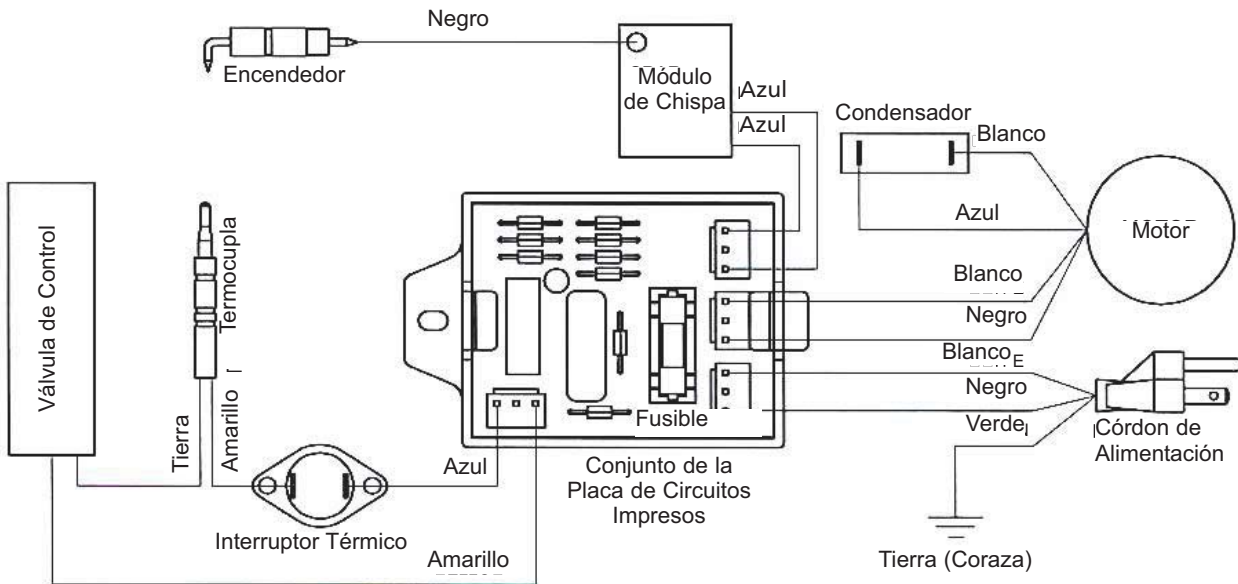 Negro
Encendedor
Módulo
de Chispa
Azul
Azul
Condensador
Blanco
Azul
Motor
Blanco
Negro
Blanco
Negro
Verde
Córdon de
Alimentación
Tierra (Coraza)
Válvula de Control
Termocupla
Tierra
Amarillo
Interruptor Térmico
Azul
Fusible
Conjunto de la
Placa de Circuitos
Impresos
Amarillo